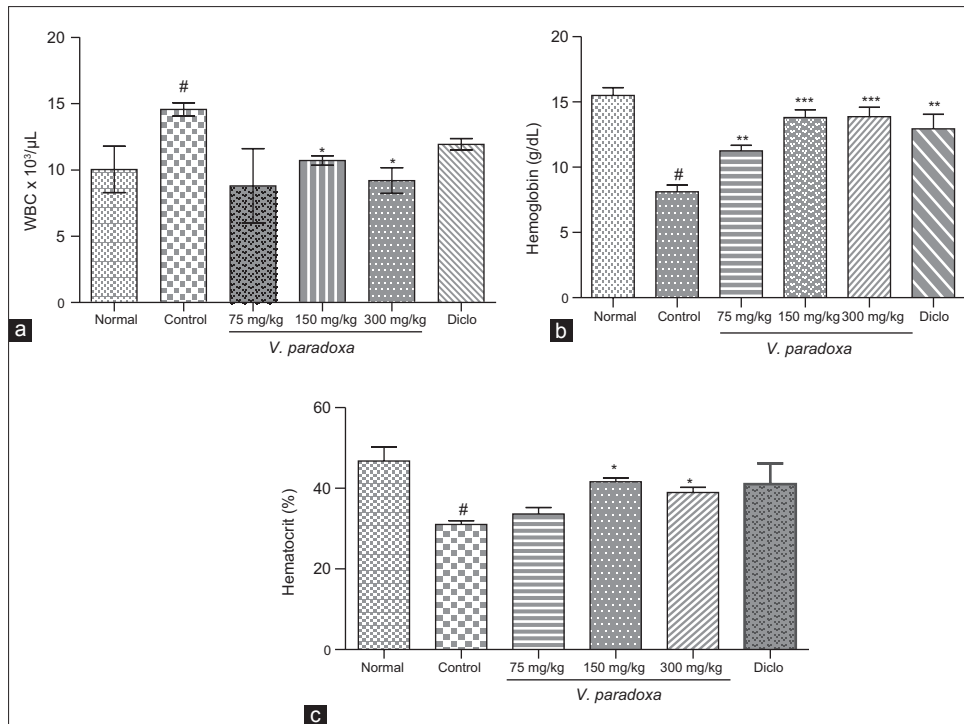 20
15
10
5
0
WBC x 10³/µL
#
*
*
Normal Control 75 mg/kg 150 mg/kg 300 mg/kg Diclo
V. paradoxa
a
20
15
10
5
0
Hemoglobin (g/dL)
#
**
***
***
**
Normal Control 75 mg/kg 150 mg/kg 300 mg/kg Diclo
V. paradoxa
b
60
40
20
0
Hematocrit (%)
#
*
*
Normal Control 75 mg/kg 150 mg/kg 300 mg/kg Diclo
V. paradoxa
c